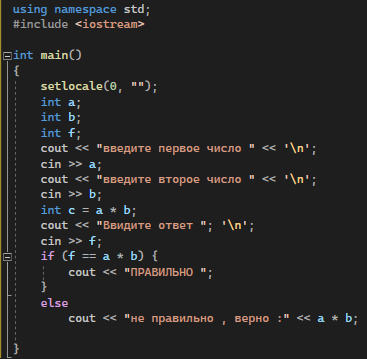 using namespace std;
#include <iostream>
int main()
{
setlocale(0, "");
int a;
int b;
int f;
cout << "введите первое число " << '\n';
cin >> a;
cout << "введите второе число " << '\n';
cin >> b;
int c = a * b;
cout << "Ввидите ответ "; '\n';
cin >> f;
if (f == a * b) {
cout << "ПРАВИЛЬНО ";
}
else
cout << "не правильно , верно :" << a * b;
}